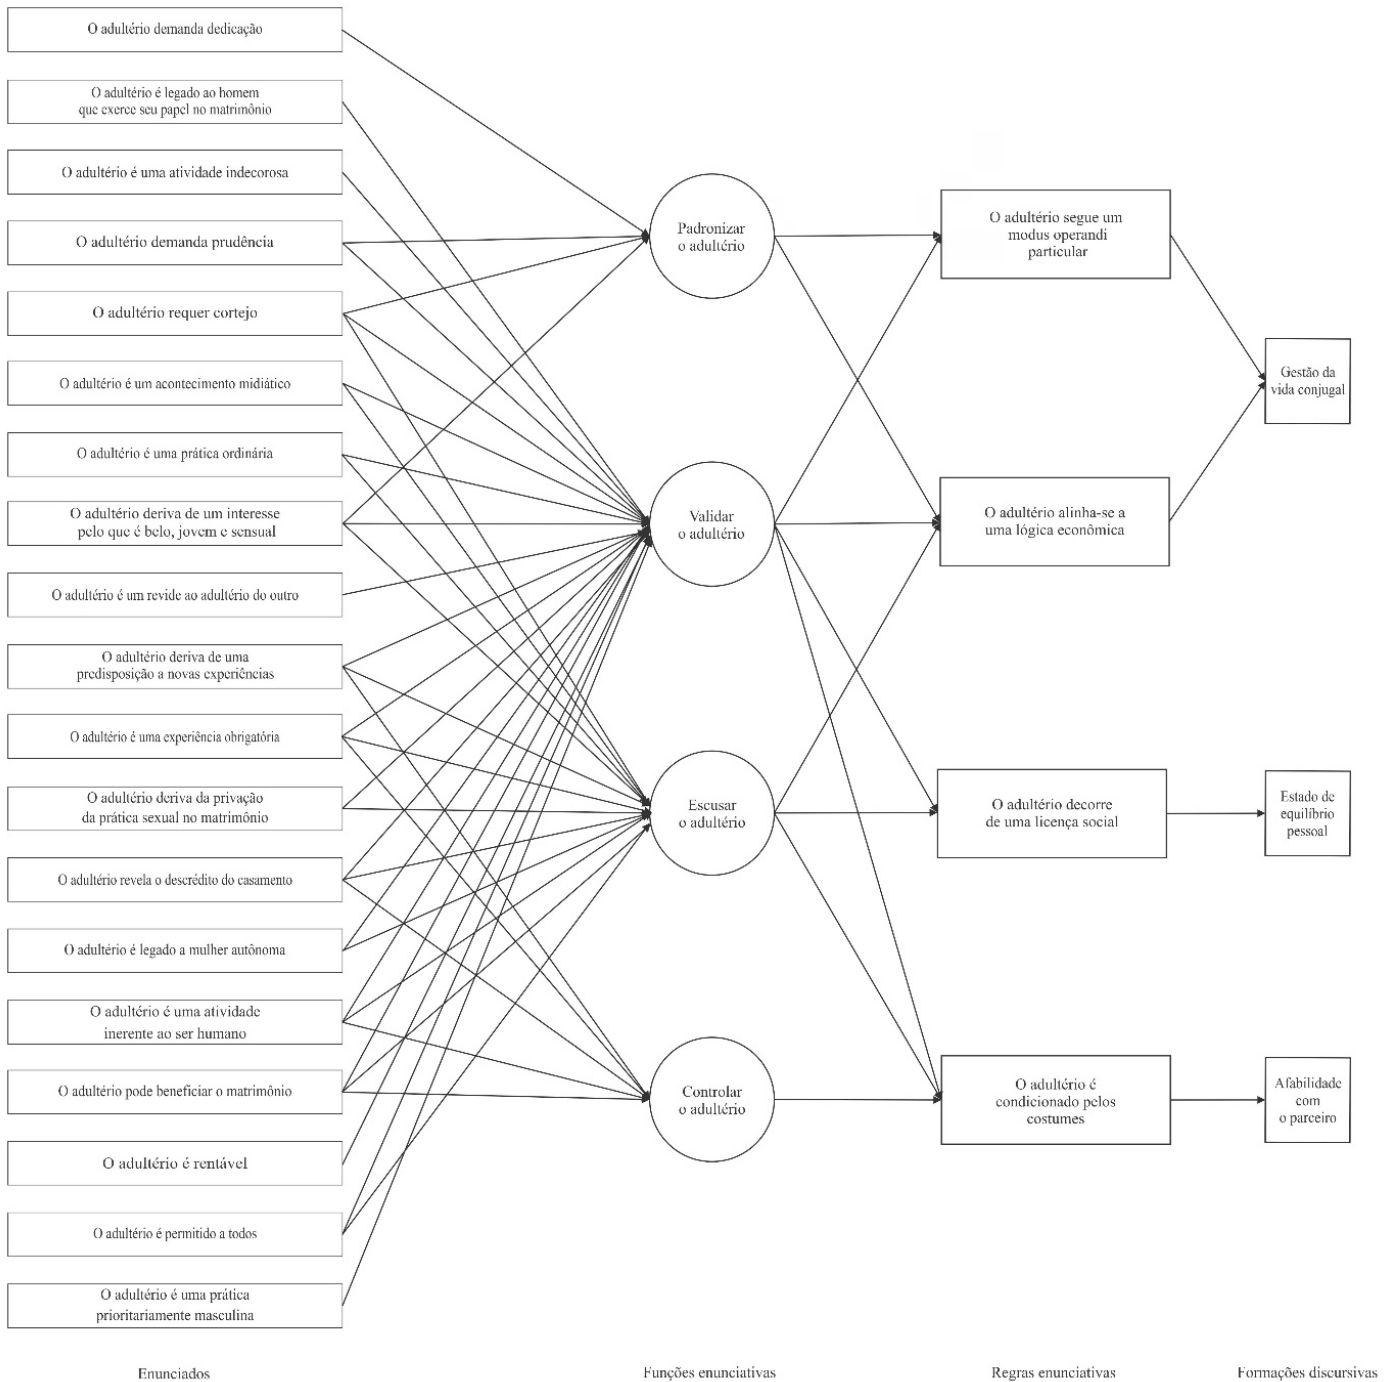 O adultério demanda dedicação
O adultério é legado ao homem
que exerce seu papel no matrimônio
O adultério é uma atividade indecorosa
O adultério demanda prudência
O adultério requer cortejo
O adultério é um acontecimento midiático
O adultério é uma prática ordinária
O adultério deriva de um interesse
pelo que é belo, jovem e sensual
O adultério é um revide ao adultério do outro
O adultério deriva de uma
predisposição a novas experiências
O adultério é uma experiência obrigatória
O adultério deriva da privação
da prática sexual no matrimônio
O adultério revela o descrédito do casamento
O adultério é legado a mulher autônoma
O adultério é uma atividade
inerente ao ser humano
O adultério pode beneficiar o matrimônio
O adultério é rentável
O adultério é permitido a todos
O adultério é uma prática
prioritariamente masculina
Enunciados
Padronizar
o adultério
Validar
o adultério
Escusar
o adultério
Controlar
o adultério
Funções enunciativas
O adultério segue um
modus operandi
particular
O adultério alinha-se a
uma lógica econômica
O adultério decorre
de uma licença social
O adultério é
condicionado pelos
costumes
Regras enunciativas
Gestão da
vida conjugal
Estado de
equilíbrio
pessoal
Afabilidade
com
o parceiro
Formações discursivas